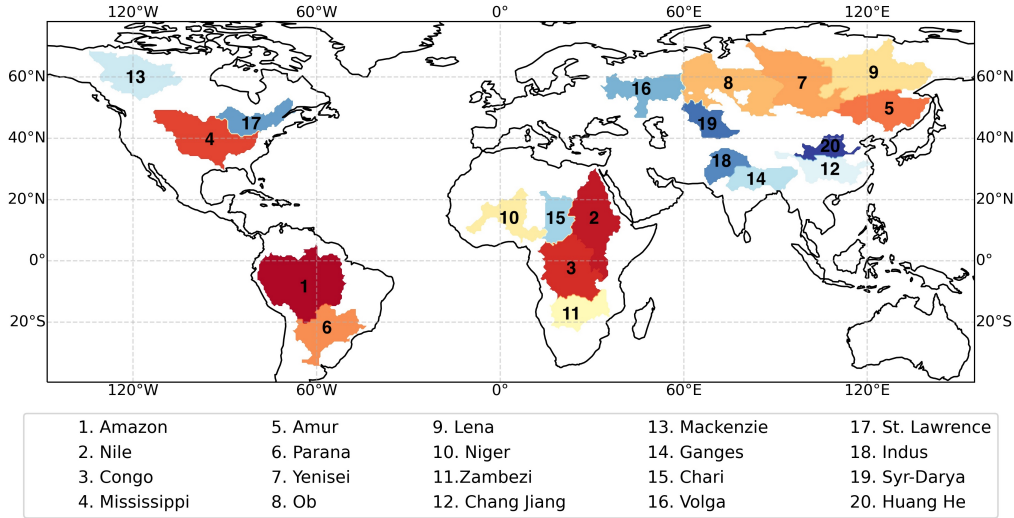 120°W 60°W 0° 60°E 120°E
60°N 13 16 8 7 9 60°N
5
40°N 4 17 19 20 40°N
18 14 12
20°N 10 15 2 20°N
0° 1 3 0°
20°S 6 11 20°S
120°W 60°W 0° 60°E 120°E
1. Amazon 5. Amur 9. Lena 13. Mackenzie 17. St. Lawrence
2. Nile 6. Parana 10. Niger 14. Ganges 18. Indus
3. Congo 7. Yenisei 11.Zambezi 15. Chari 19. Syr-Darya
4. Mississippi 8. Ob 12. Chang Jiang 16. Volga 20. Huang He